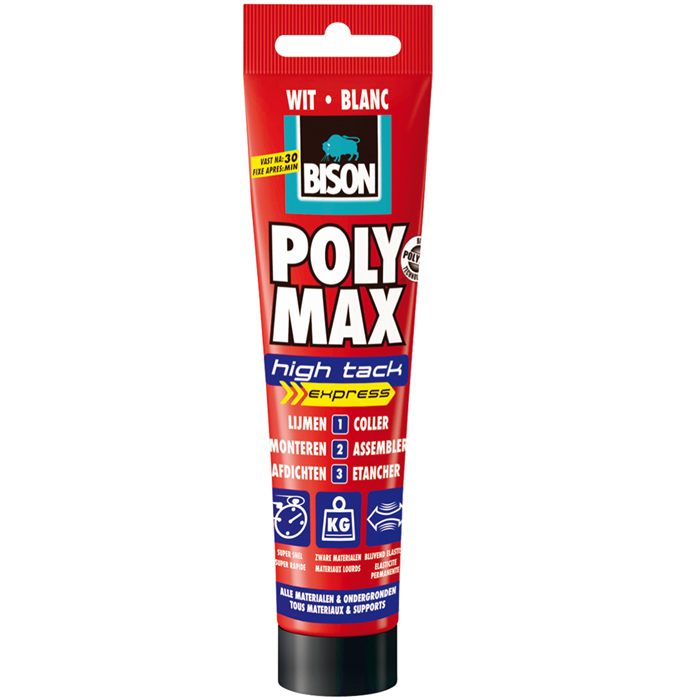 WIT • BLANC
VAST NA: 30
FIXE APRES: MIN
BISON
POLY
MAX
POLY
high tack
express
LIJMEN 1 COLLER
MONTEREN 2 ASSEMBLER
AFDICHTEN 3 ETANCHER
KG
SUPER SNEL
SUPER RAPIDE
ZWARE MATERIALEN
MATERIAUX LOURDS
BLIJVEND ELASTI
ELASTICITE
PERMANENTE
ALLE MATERIALEN & ONDERGRONDEN
TOUS MATERIAUX & SUPPORTS